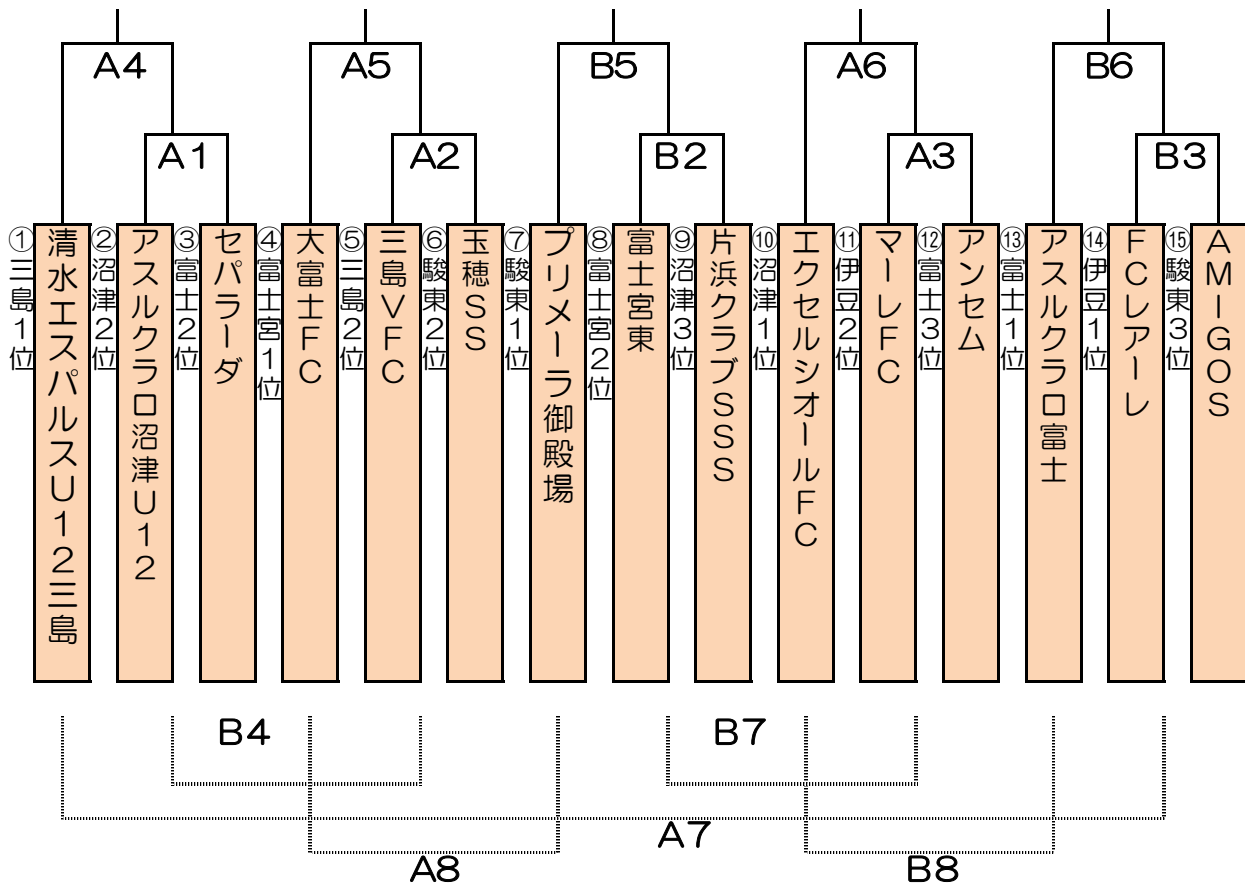 A4
A5
B5
A6
B6
A1
A2
B2
A3
B3
①三島1位
清水エスパルスU12三島
②沼津2位
アスルクラロ沼津U12
③富士2位
セパラーダ
④富士宮1位
大富士FC
⑤三島2位
三島VFC
⑥駿東2位
玉穂SS
⑦駿東1位
プリメーラ御殿場
⑧富士宮2位
富士宮東
⑨沼津3位
片浜クラブSSS
⑩沼津1位
エクセルシオールFC
⑪伊豆2位
マーレFC
⑫富士3位
アンセム
⑬富士1位
アスルクラロ富士
⑭伊豆1位
FCレアーレ
⑮駿東3位
AMIGOS
B4
B7
A7
A8
B8